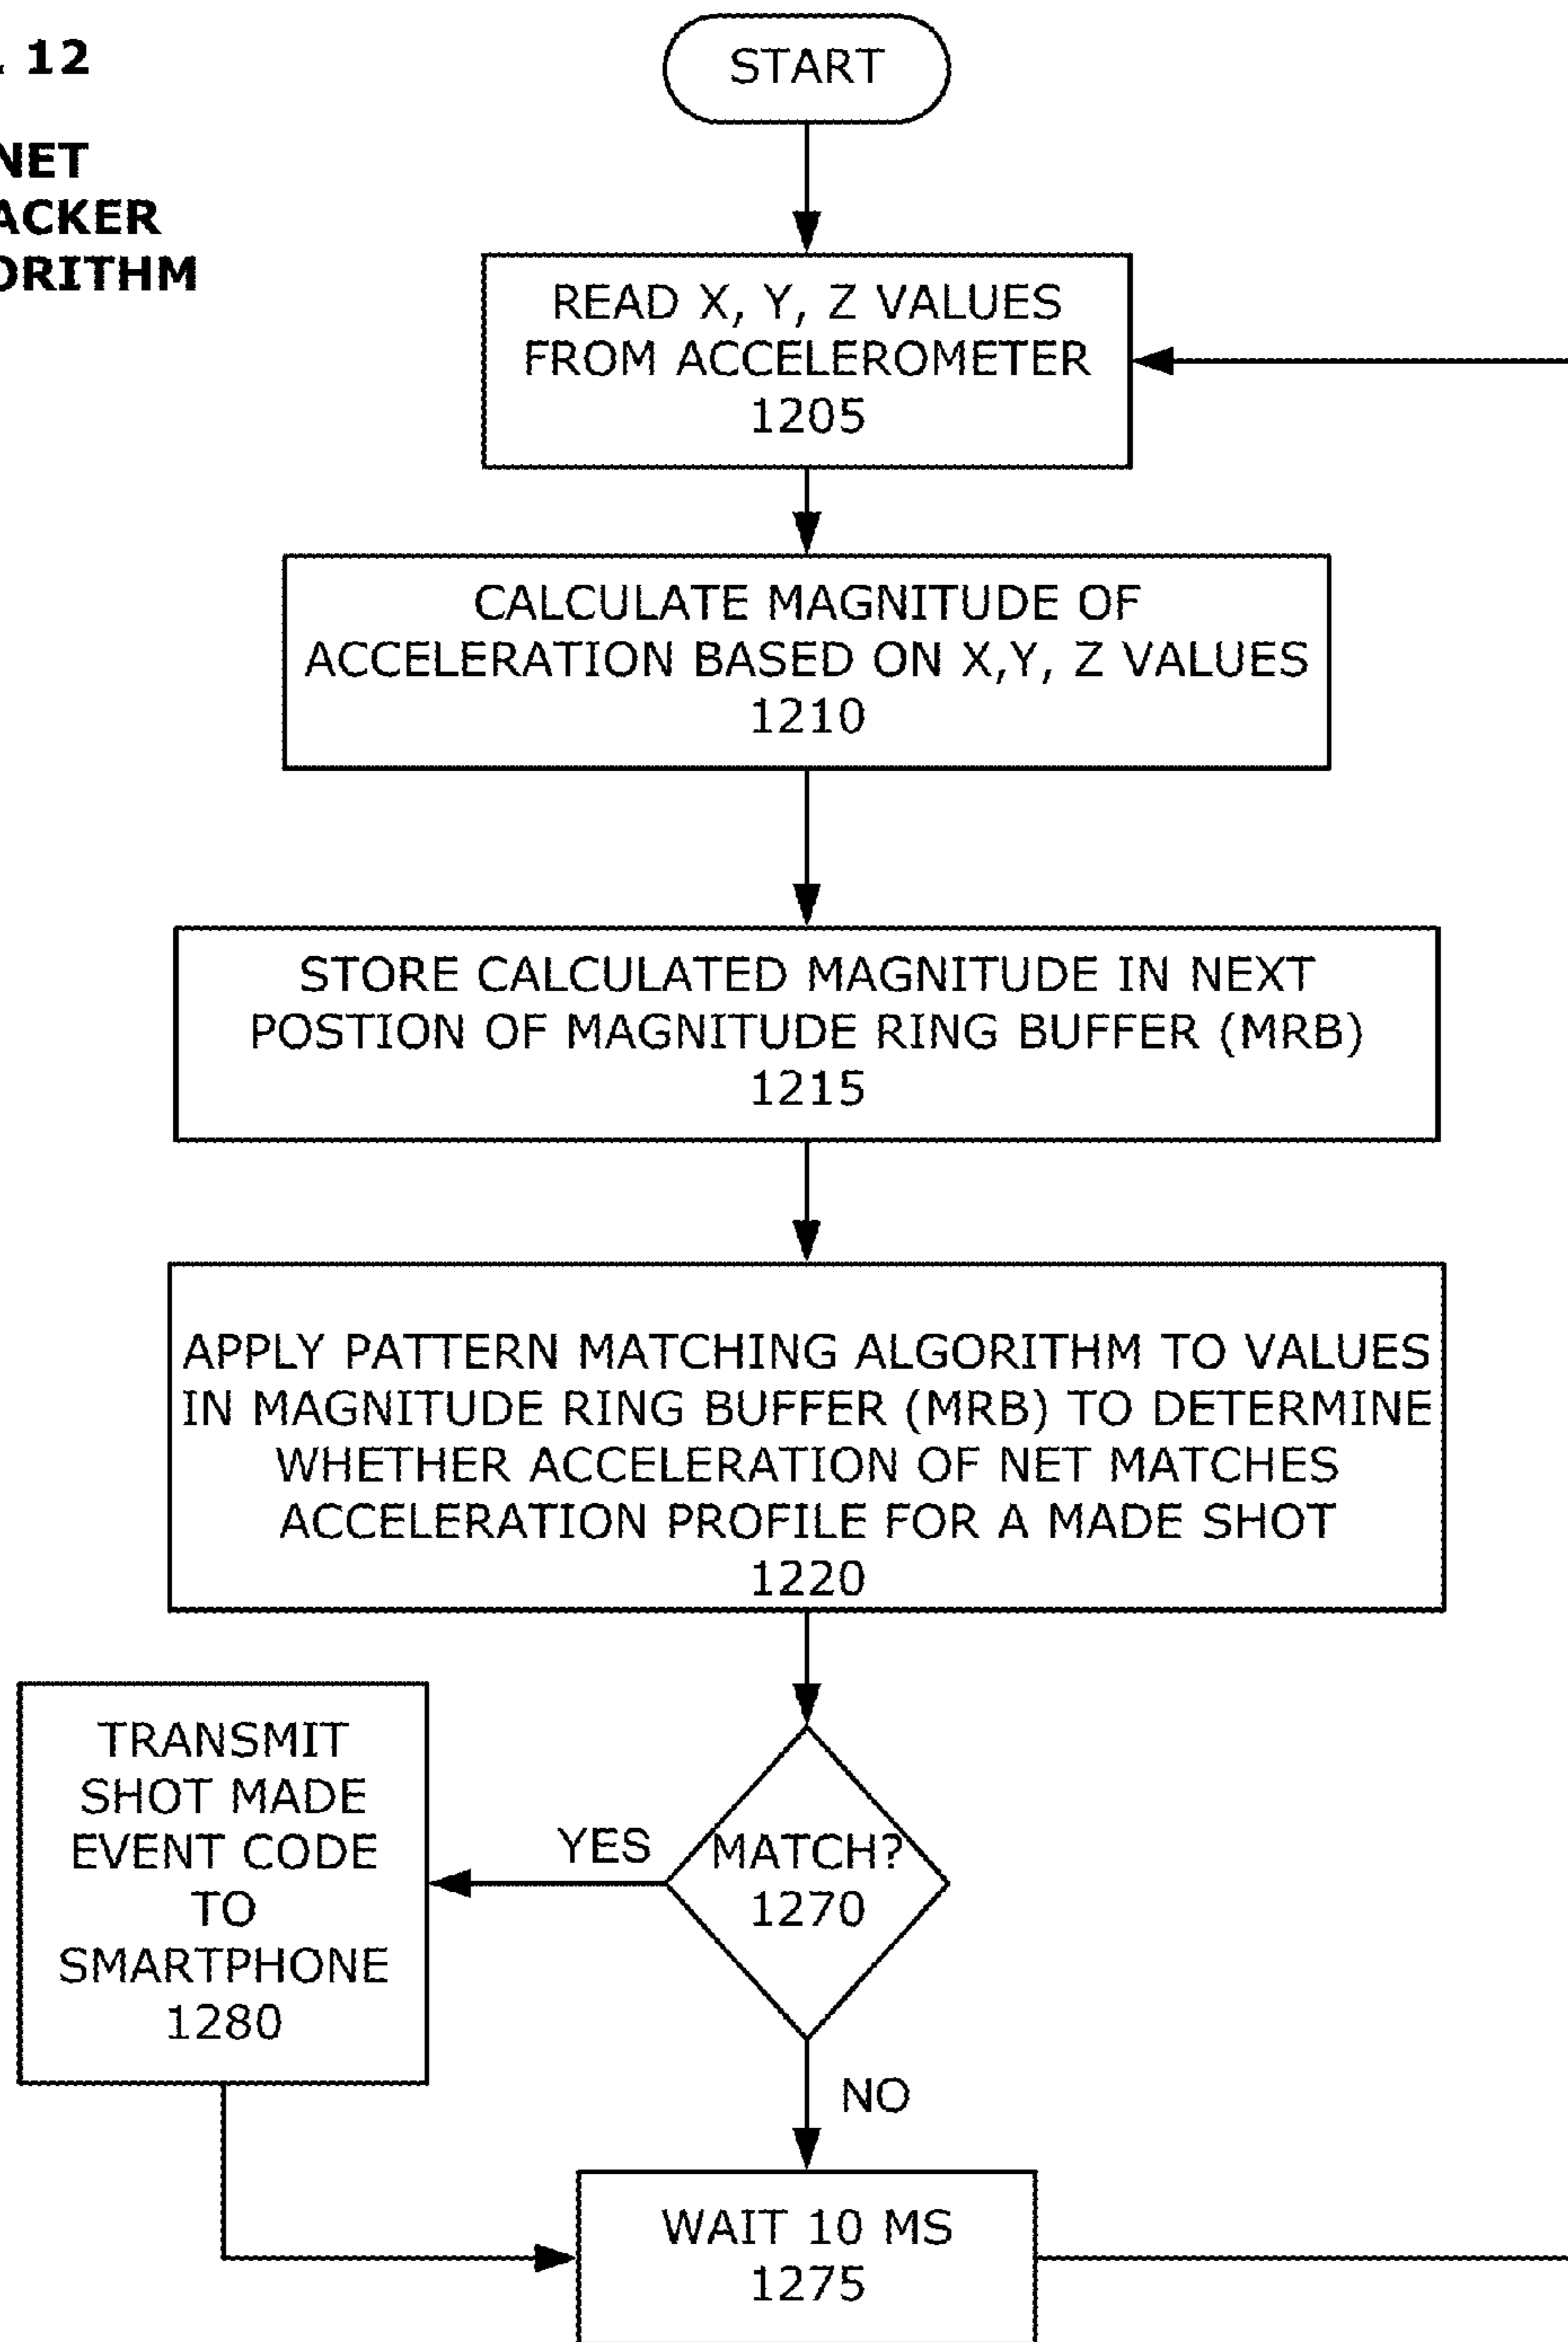 12
NET
START
READ X, Y, Z VALUES
FROM ACCELEROMETER
1205
CALCULATE MAGNITUDE OF
ACCELERATION BASED ON X,Y, Z VALUES
1210
STORE CALCULATED MAGNITUDE IN NEXT
POSTION OF MAGNITUDE RING BUFFER (MRB)
1215
APPLY PATTERN MATCHING ALGORITHM TO VALUES
IN MAGNITUDE RING BUFFER (MRB) TO DETERMINE
WHETHER ACCELERATION OF NET MATCHES
ACCELERATION PROFILE FOR A MADE SHOT
1220
MATCH?
1270
YES
TRANSMIT
SHOT MADE
EVENT CODE
TO
SMARTPHONE
1280
NO
WAIT 10 MS
1275